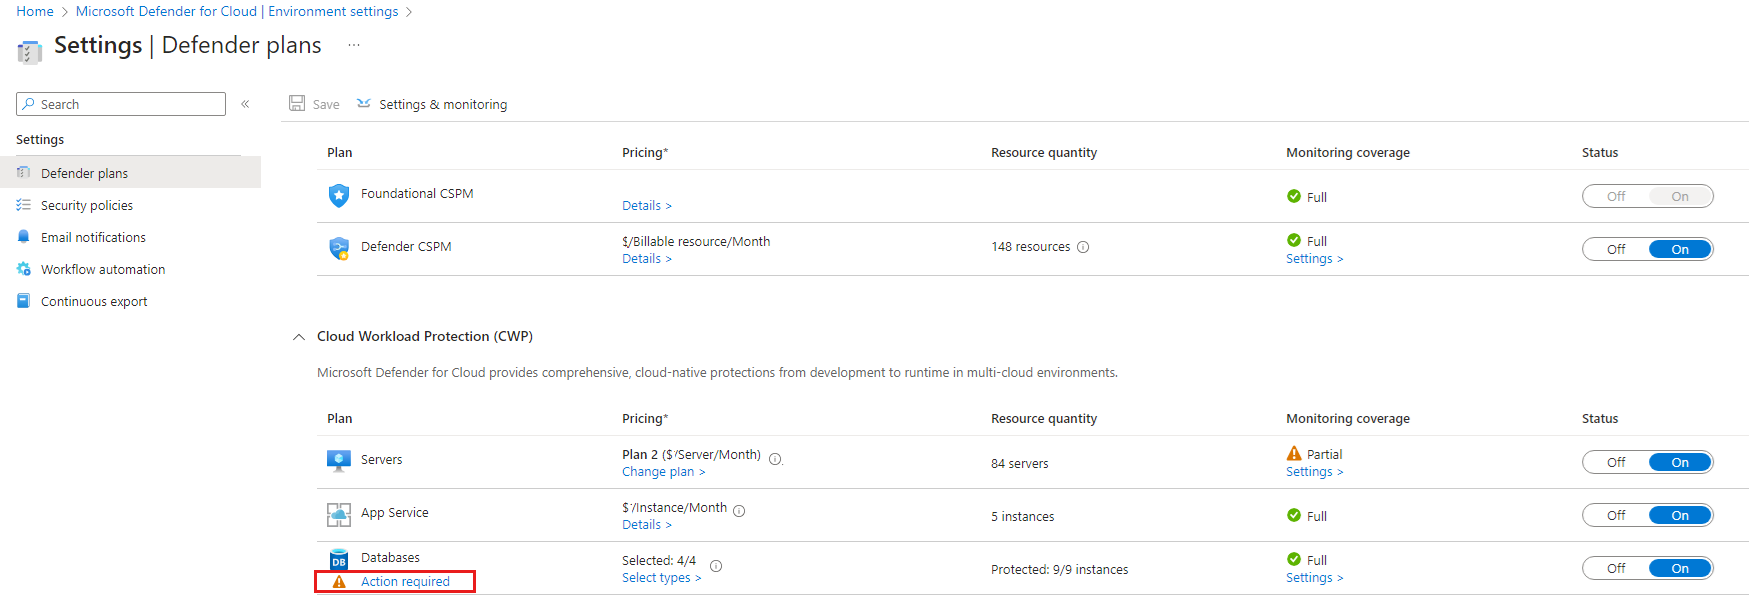 Home > Microsoft Defender for Cloud | Environment settings >
Settings | Defender plans ...
Search «
Save Settings & monitoring
Settings
Defender plans
Security policies
Email notifications
Workflow automation
Continuous export
Plan Pricing* Resource quantity Monitoring coverage Status
Foundational CSPM Full Off On
Details >
Defender CSPM $/Billable resource/Month 148 resources Full Off On
Details > Settings >
Cloud Workload Protection (CWP)
Microsoft Defender for Cloud provides comprehensive, cloud-native protections from development to runtime in multi-cloud environments.
Plan Pricing* Resource quantity Monitoring coverage Status
Servers Plan 2 ($/Server/Month) 84 servers Partial Off On
Change plan > Settings >
App Service $/Instance/Month 5 instances Full Off On
Details >
DB Databases Selected: 4/4 Protected: 9/9 instances Full Off On
Action required Select types > Settings >